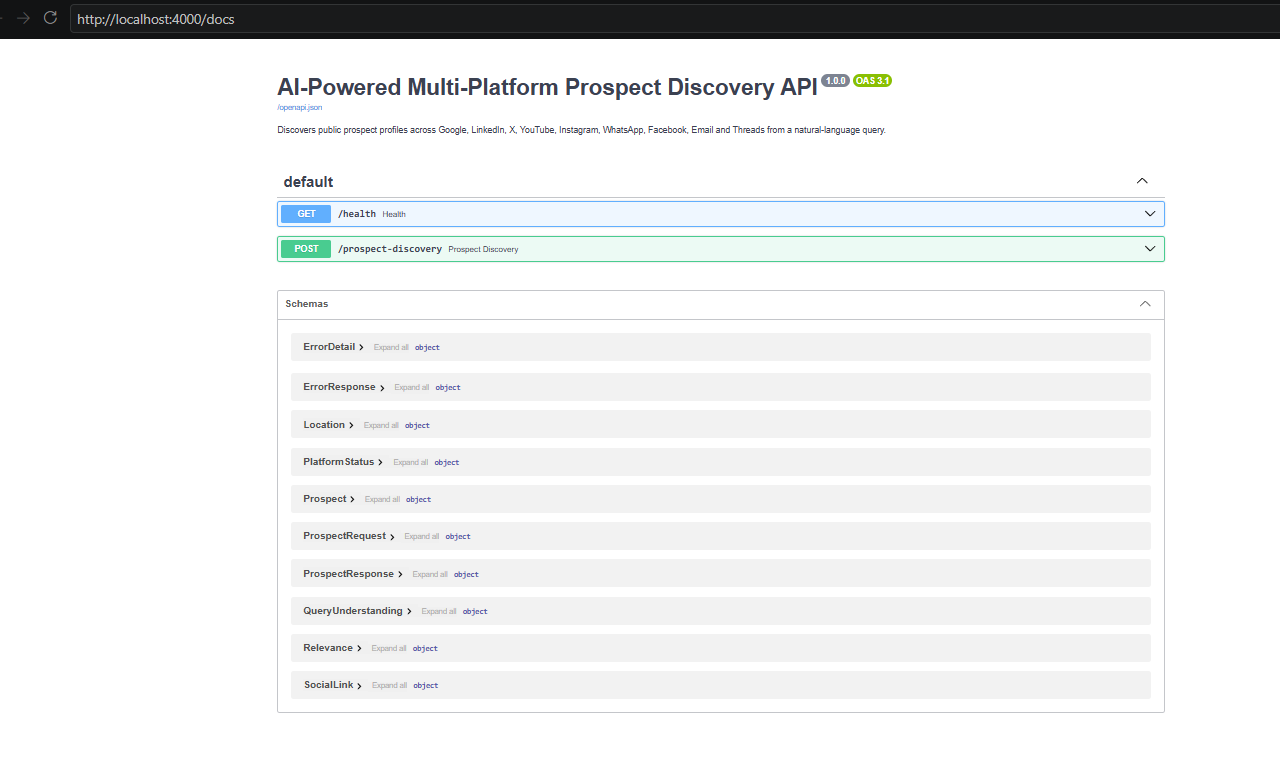 http://localhost:4000/docs
AI-Powered Multi-Platform Prospect Discovery API 1.0.0 OAS 3.1
/openapi.json
Discovers public prospect profiles across Google, LinkedIn, X, YouTube, Instagram, WhatsApp, Facebook, Email and Threads from a natural-language query.
default
GET /health Health
POST /prospect-discovery Prospect Discovery
Schemas
ErrorDetail Expand all object
ErrorResponse Expand all object
Location Expand all object
PlatformStatus Expand all object
Prospect Expand all object
ProspectRequest Expand all object
ProspectResponse Expand all object
QueryUnderstanding Expand all object
Relevance Expand all object
SocialLink Expand all object